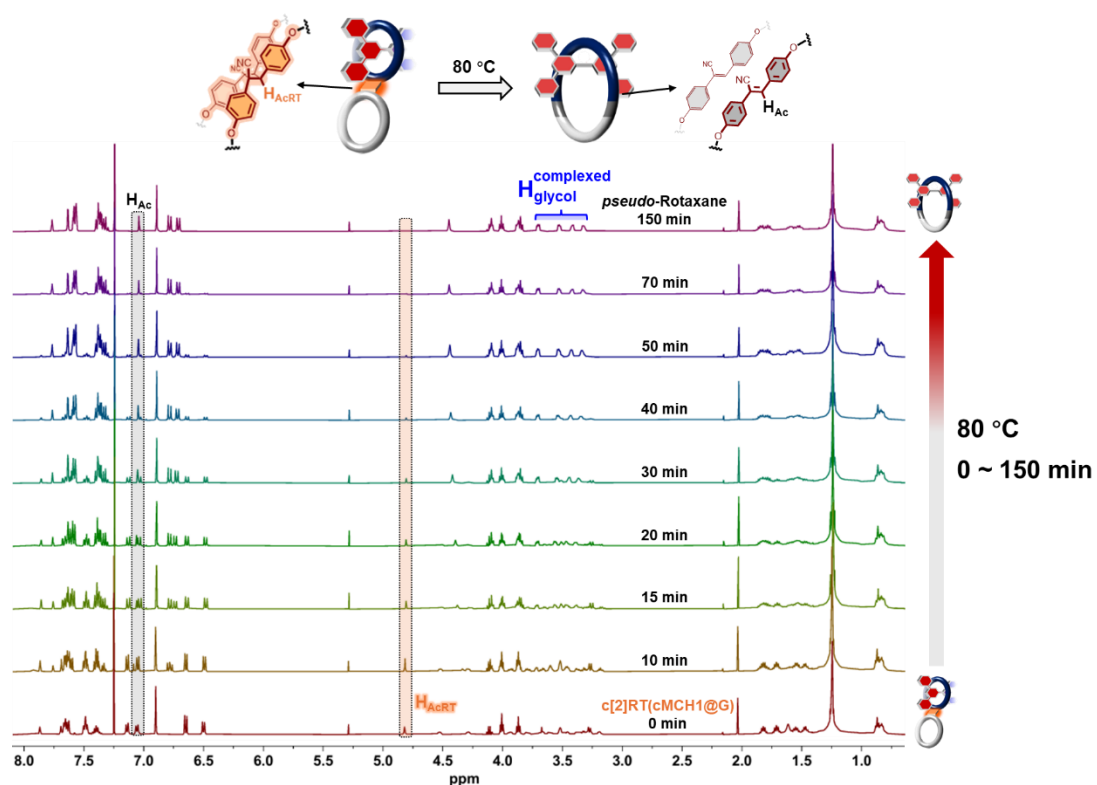 O
O
NC
NC
O
O
H_AcRT
80 °C
O
NC
O
O
NC
O
H_Ac
H_Ac
H^complexed_glycol
pseudo-Rotaxane
150 min
70 min
50 min
40 min
30 min
20 min
15 min
10 min
H_AcRT
c[2]RT(cMCH1@G)
0 min
80 °C
0 ~ 150 min
8.0 7.5 7.0 6.5 6.0 5.5 5.0 4.5 4.0 3.5 3.0 2.5 2.0 1.5 1.0
ppm